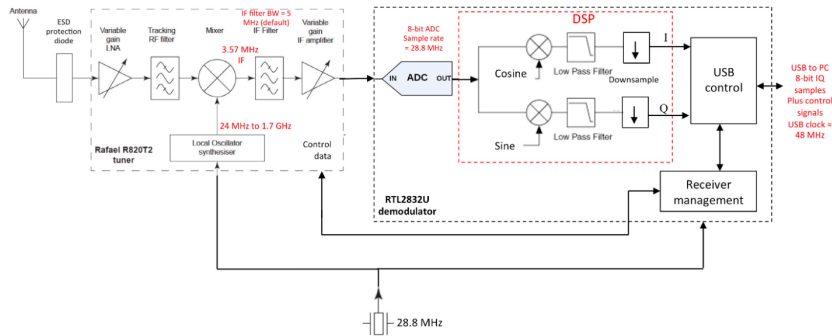 Antenna
ESD
protection
diode
Variable
gain
LNA
Tracking
RF filter
Mixer
3.57 MHz
IF
IF filter BW = 5
MHz (default)
IF Filter
Variable
gain IF
amplifier
24 MHz to 1.7 GHz
Local Oscillator
synthesiser
Rafael R820T2
tuner
Control
data
8-bit ADC
Sample rate
= 28.8 MHz
IN
ADC
OUT
DSP
Cosine
Low Pass Filter
Downsample
I
Sine
Low Pass Filter
Q
USB
control
USB to PC
8-bit IQ
samples
Plus control
signals
USB clock =
48 MHz
Receiver
management
RTL2832U
demodulator
28.8 MHz